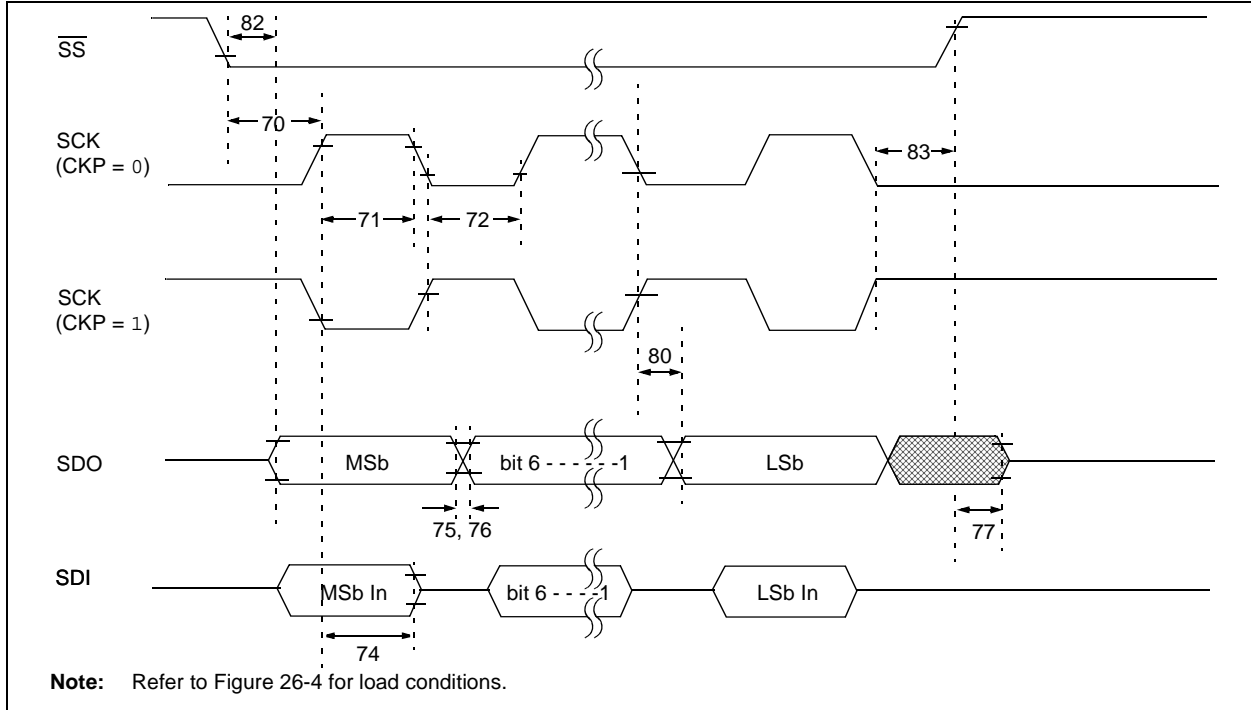 82
SS
70
SCK
(CKP = 0)
83
71
72
SCK
(CKP = 1)
80
SDO
MSb
bit 6 - - - - - -1
LSb
75, 76
77
SDI
MSb In
bit 6 - - - -1
LSb In
74
Note: Refer to Figure 26-4 for load conditions.